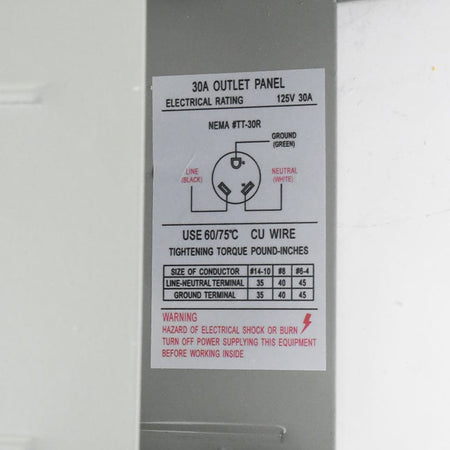 30A OUTLET PANEL
ELECTRICAL RATING 125V 30A
NEMA #TT-30R
GROUND
(GREEN)
LINE
(BLACK)
NEUTRAL
(WHITE)
USE 60/75℃ CU WIRE
TIGHTENING TORQUE POUND-INCHES
SIZE OF CONDUCTOR #14-10 #8 #6-4
LINE-NEUTRAL TERMINAL 35 40 45
GROUND TERMINAL 35 40 45
WARNING
HAZARD OF ELECTRICAL SHOCK OR BURN
TURN OFF POWER SUPPLYING THIS EQUIPMENT
BEFORE WORKING INSIDE